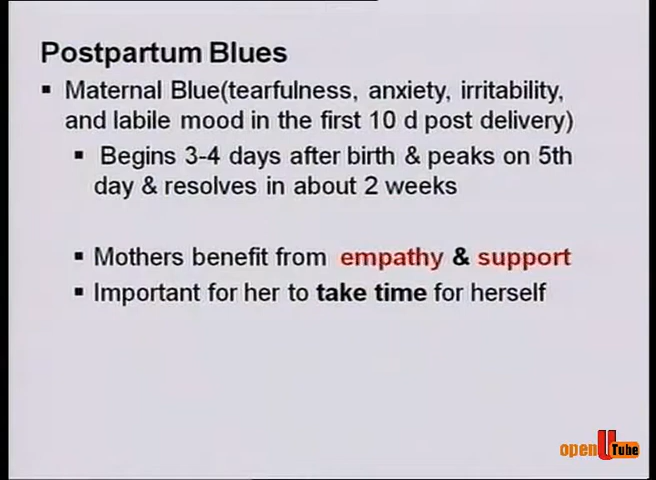 Postpartum Blues
▪ Maternal Blue(tearfulness, anxiety, irritability,
and labile mood in the first 10 d post delivery)
▪ Begins 3-4 days after birth & peaks on 5th
day & resolves in about 2 weeks
▪ Mothers benefit from empathy & support
▪ Important for her to take time for herself
openUTube